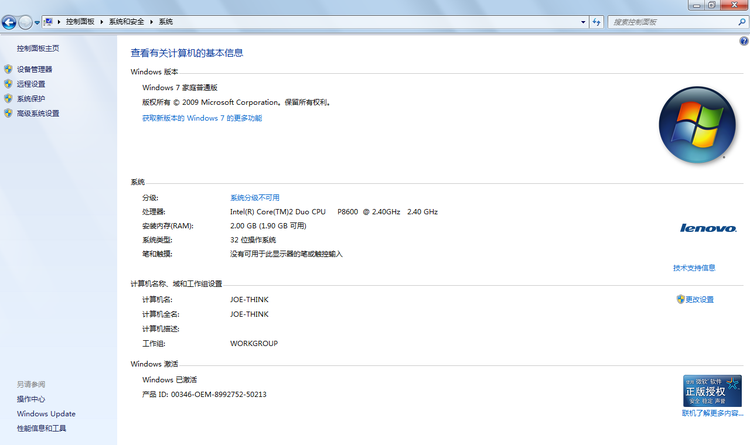 控制面板 ▸ 系统和安全 ▸ 系统
搜索控制面板
控制面板主页
设备管理器
远程设置
系统保护
高级系统设置
另请参阅
操作中心
Windows Update
性能信息和工具
查看有关计算机的基本信息
Windows 版本
Windows 7 家庭普通版
版权所有 © 2009 Microsoft Corporation。保留所有权利。
获取新版本的 Windows 7 的更多功能
系统
分级: 系统分级不可用
处理器: Intel(R) Core(TM)2 Duo CPU P8600 @ 2.40GHz 2.40 GHz
安装内存(RAM): 2.00 GB (1.90 GB 可用)
系统类型: 32 位操作系统
笔和触摸: 没有可用于此显示器的笔或触控输入
lenovo
技术支持信息
计算机名称、域和工作组设置
计算机名: JOE-THINK
更改设置
计算机全名: JOE-THINK
计算机描述:
工作组: WORKGROUP
Windows 激活
Windows 已激活
产品 ID: 00346-OEM-8992752-50213
微软 软件
正版授权
安全 稳定 声音
联机了解更多内容...